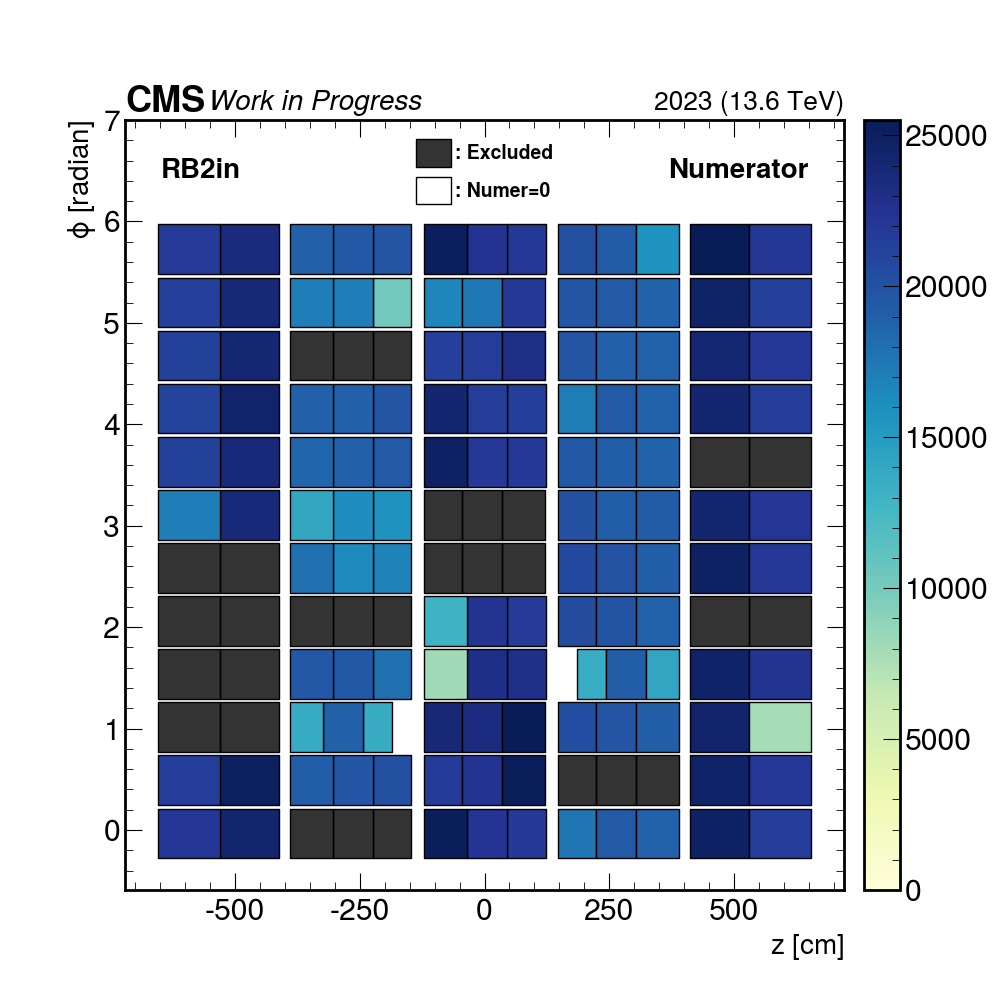 CMS Work in Progress 2023 (13.6 TeV)
RB2in
: Excluded
: Numer=0
Numerator
ϕ [radian]
7
6
5
4
3
2
1
0
-500 -250 0 250 500
z [cm]
25000
20000
15000
10000
5000
0